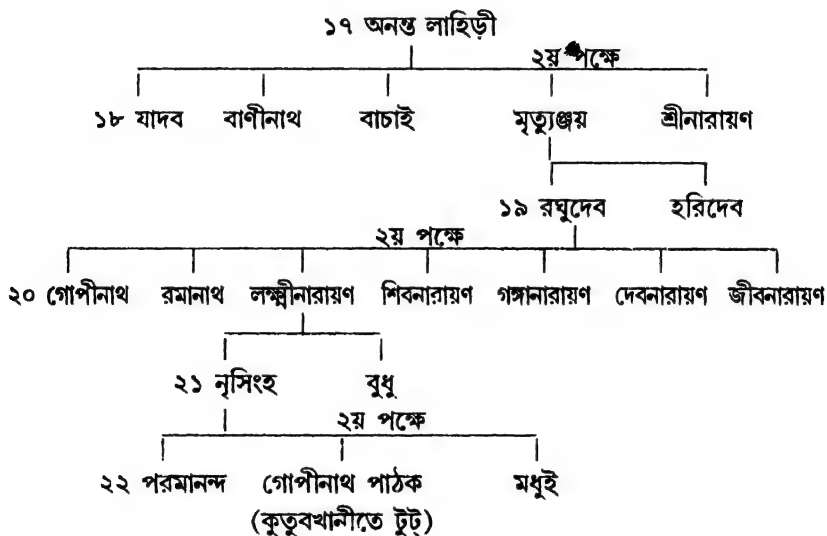 ১৭ অনন্ত লাহিড়ী
২য় পক্ষে
১৮ যাদব বাণীনাথ বাচাই মৃত্যুঞ্জয় শ্রীনারায়ণ
১৯ রঘুদেব হরিদেব
২য় পক্ষে
২০ গোপীনাথ রমানাথ লক্ষ্মীনারায়ণ শিবনারায়ণ গঙ্গানারায়ণ দেবনারায়ণ জীবনারায়ণ
২১ নৃসিংহ বুধু
২য় পক্ষে
২২ পরমানন্দ গোপীনাথ পাঠক মধুই
(কুতুবখানীতে টুট্)